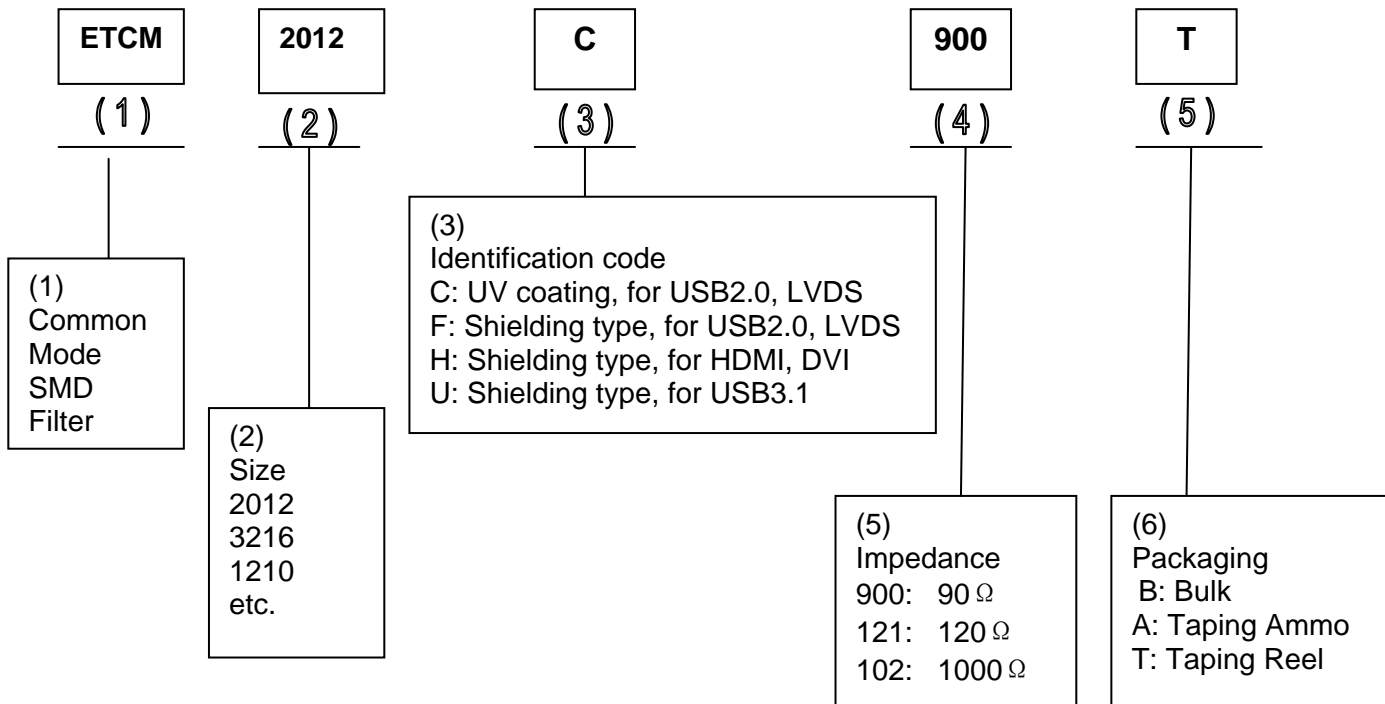 ETCM 2012 C 900 T
(1) (2) (3) (4) (5)
(1)
Common
Mode
SMD
Filter
(2)
Size
2012
3216
1210
etc.
(3)
Identification code
C: UV coating, for USB2.0, LVDS
F: Shielding type, for USB2.0, LVDS
H: Shielding type, for HDMI, DVI
U: Shielding type, for USB3.1
(5)
Impedance
900: 90Ω
121: 120Ω
102: 1000Ω
(6)
Packaging
B: Bulk
A: Taping Ammo
T: Taping Reel